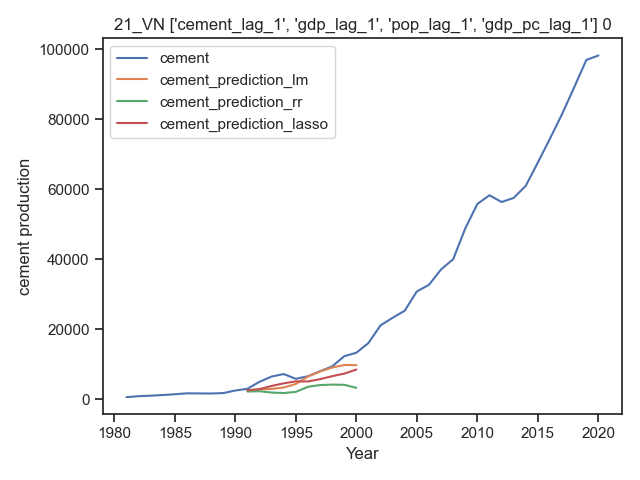 21_VN ['cement_lag_1', 'gdp_lag_1', 'pop_lag_1', 'gdp_pc_lag_1'] 0
cement
cement_prediction_lm
cement_prediction_rr
cement_prediction_lasso
cement production
100000
80000
60000
40000
20000
0
1980 1985 1990 1995 2000 2005 2010 2015 2020
Year